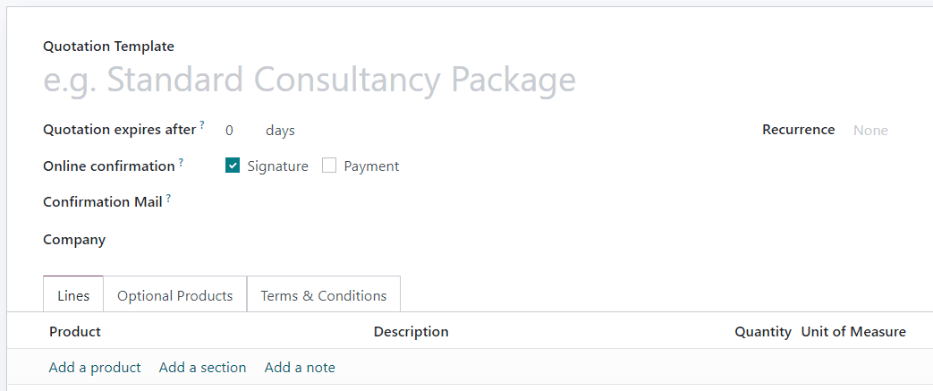 Quotation Template
e.g. Standard Consultancy Package
Quotation expires after ? 0 days Recurrence None
Online confirmation ? Signature Payment
Confirmation Mail ?
Company
Lines Optional Products Terms & Conditions
Product Description Quantity Unit of Measure
Add a product Add a section Add a note